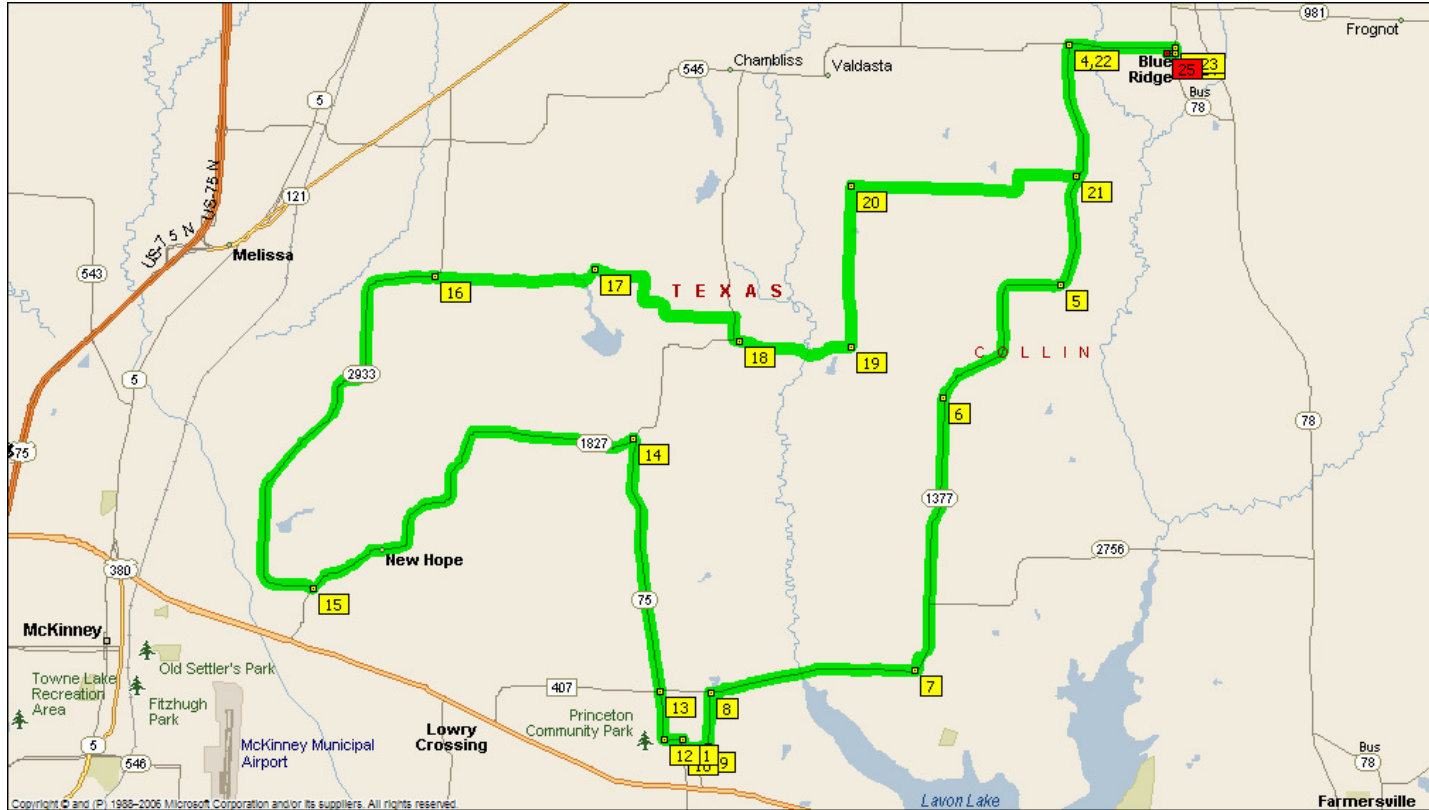 981
Frognot
Chambliss
545
Valdasta
4,22
Blue
Ridge
23
25
Bus
78
5
US-75 N
US-75 N
121
Melissa
543
21
20
16
17
TEXAS
5
18
19
COLLIN
2933
5
6
78
75
1827
14
1377
New Hope
2756
380
15
McKinney
75
Old Settler's Park
Towne Lake
Recreation
Area
Fitzhugh
Park
407
13
8
7
Princeton
Community Park
Lowry
Crossing
12
1
9
McKinney Municipal
Airport
5
546
Bus
78
Lavon Lake
Farmersville
Copyright © and (P) 1988–2006 Microsoft Corporation and/or its suppliers. All rights reserved.